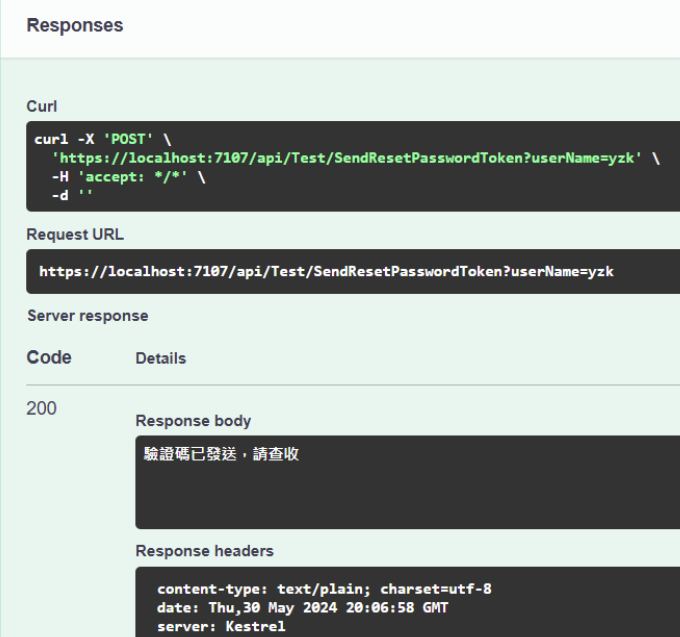 Responses
Curl
curl -X 'POST' \
'https://localhost:7107/api/Test/SendResetPasswordToken?userName=yzk' \
-H 'accept: */*' \
-d ''
Request URL
https://localhost:7107/api/Test/SendResetPasswordToken?userName=yzk
Server response
Code Details
200
Response body
驗證碼已發送，請查收
Response headers
content-type: text/plain; charset=utf-8
date: Thu,30 May 2024 20:06:58 GMT
server: Kestrel